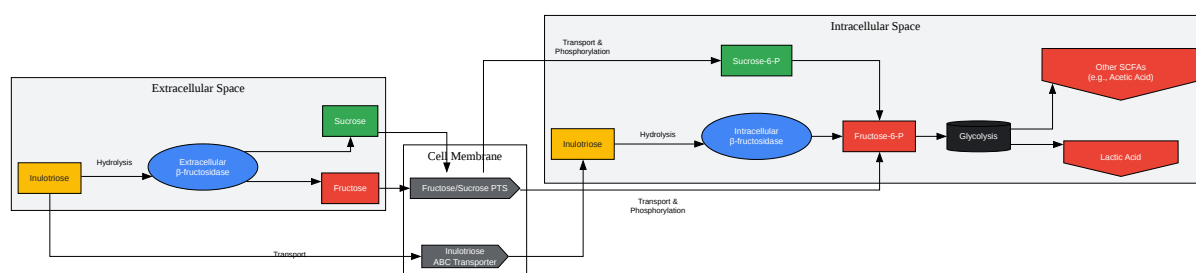 Extracellular Space
Inulotriose
Hydrolysis
Extracellular
β-fructosidase
Sucrose
Fructose
Transport
Cell Membrane
Fructose/Sucrose PTS
Inulotriose
ABC Transporter
Intracellular Space
Transport &
Phosphorylation
Sucrose-6-P
Inulotriose
Hydrolysis
Intracellular
β-fructosidase
Fructose-6-P
Glycolysis
Other SCFAs
(e.g., Acetic Acid)
Lactic Acid
Transport &
Phosphorylation